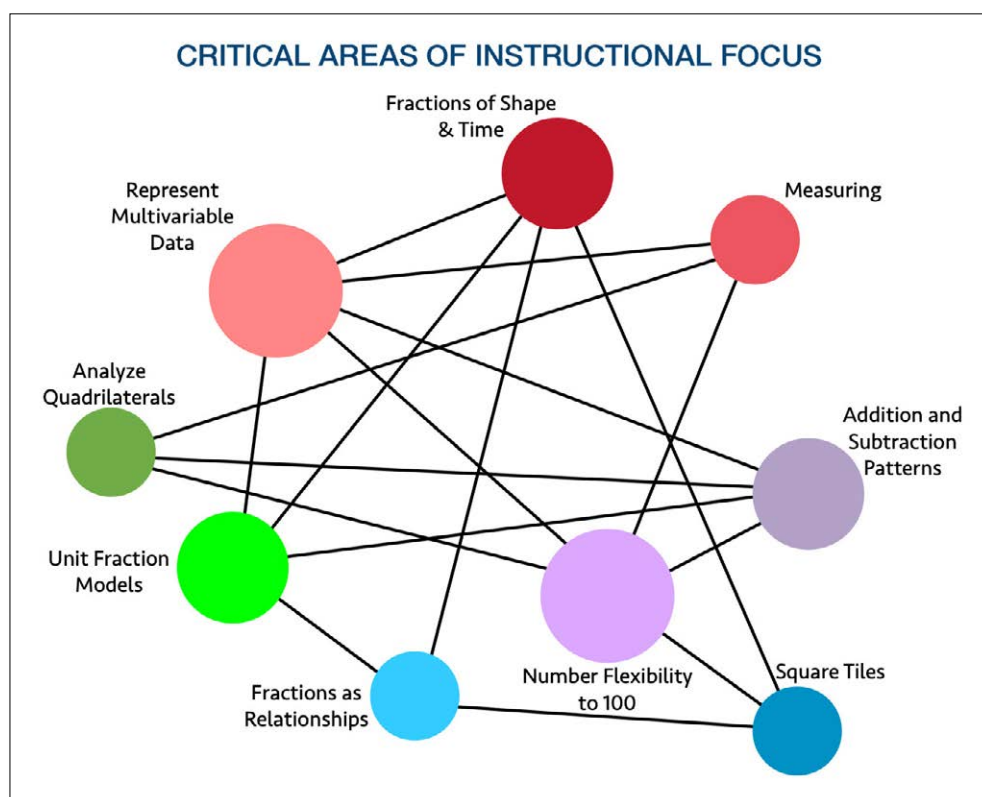 CRITICAL AREAS OF INSTRUCTIONAL FOCUS
Fractions of Shape
& Time
Represent
Multivariable
Data
Measuring
Analyze
Quadrilaterals
Addition and
Subtraction
Patterns
Unit Fraction
Models
Fractions as
Relationships
Number Flexibility
to 100
Square Tiles